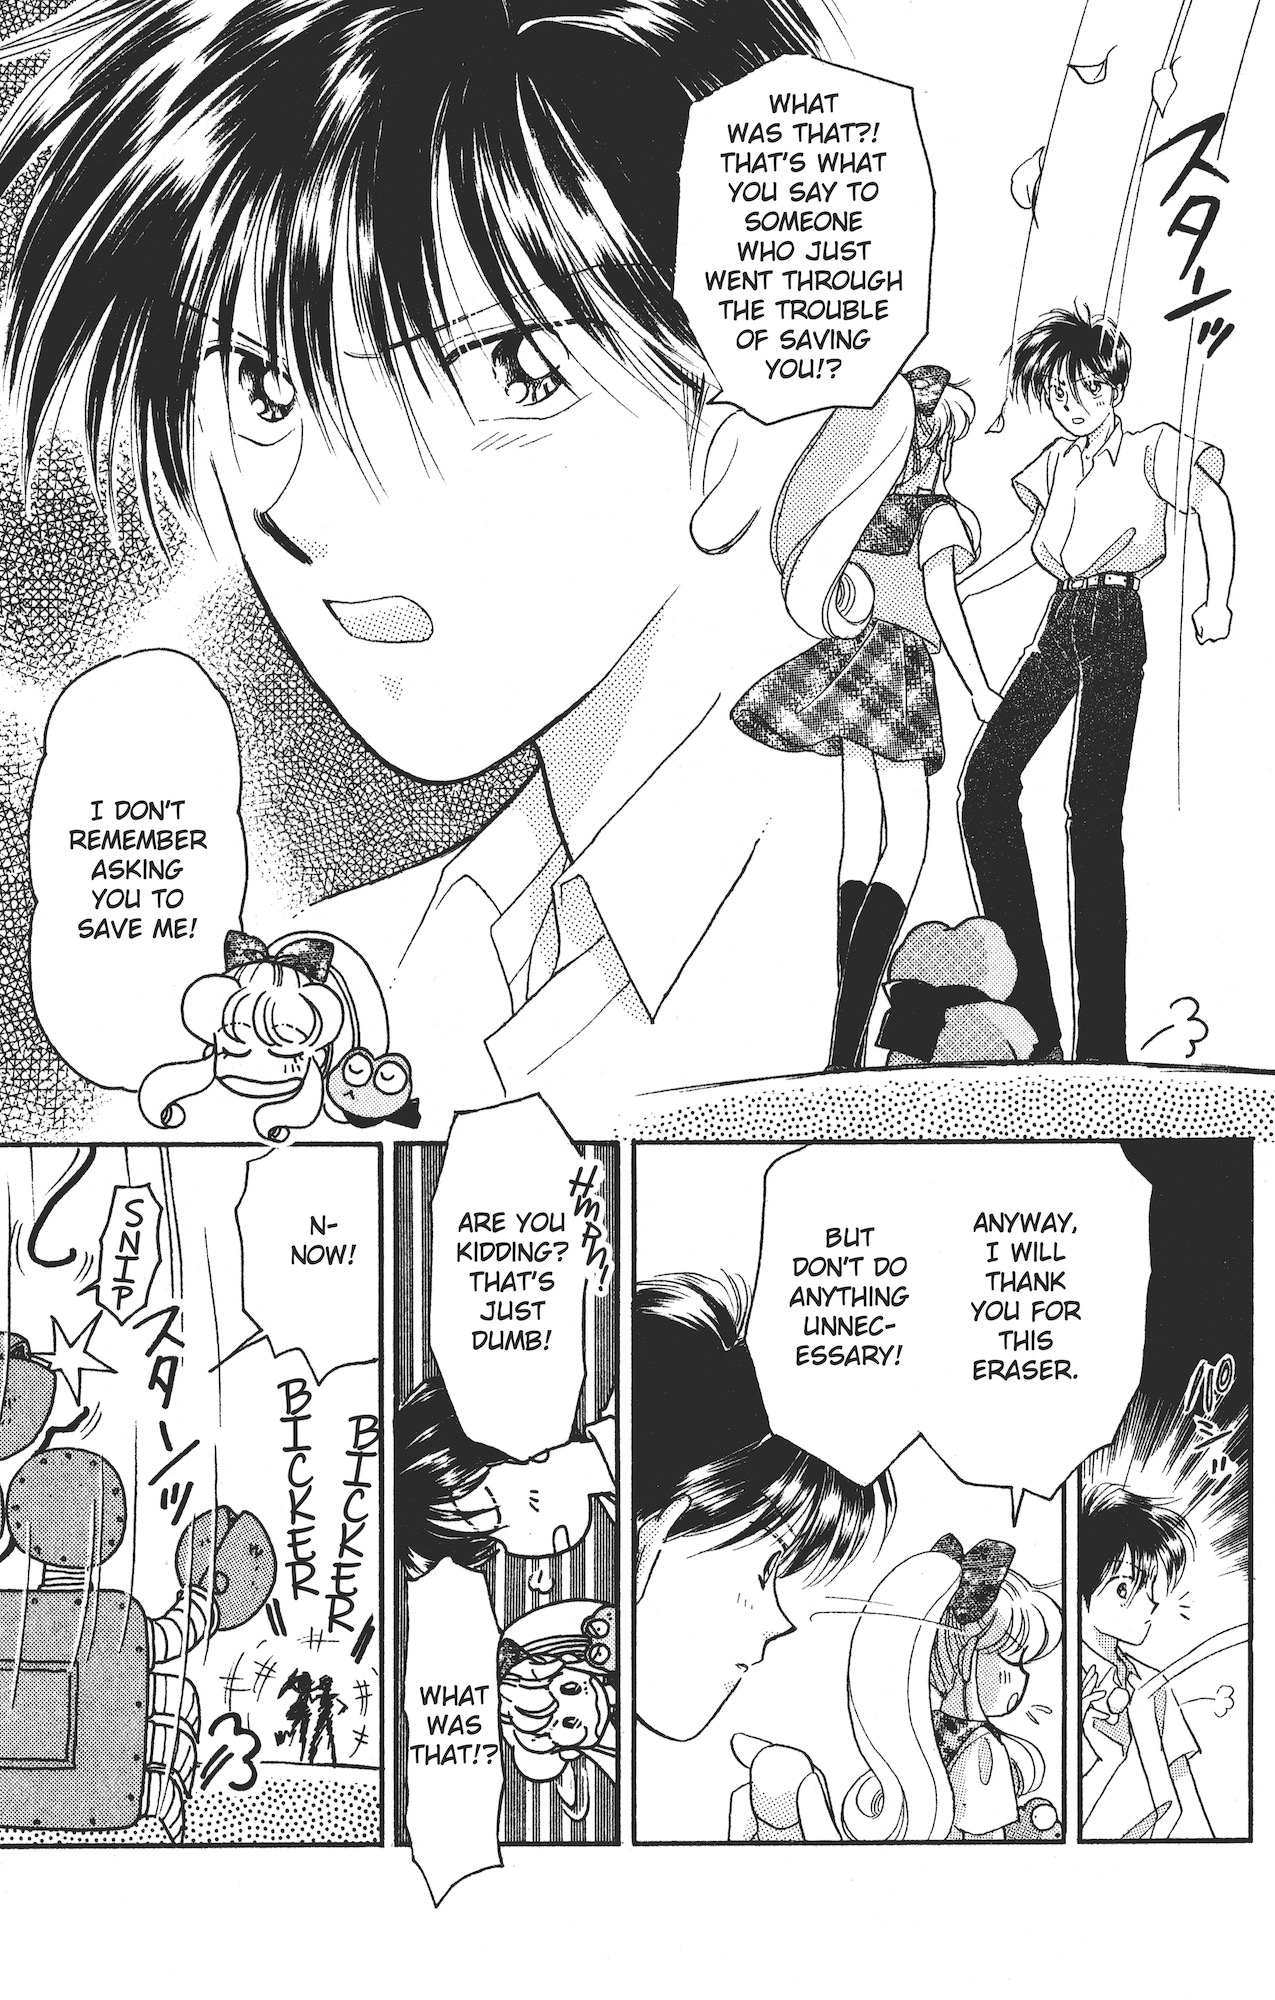 スターンッ
WHAT
WAS THAT?!
THAT'S WHAT
YOU SAY TO
SOMEONE
WHO JUST
WENT THROUGH
THE TROUBLE
OF SAVING
YOU!?
I DON'T
REMEMBER
ASKING
YOU TO
SAVE ME!
ペシッ
ANYWAY,
I WILL
THANK
YOU FOR
THIS
ERASER.
BUT
DON'T DO
ANYTHING
UNNEC-
ESSARY!
HMPH!
ARE YOU
KIDDING?
THAT'S
JUST
DUMB!
WHAT
WAS
THAT!?
N-
NOW!
BICKER
BICKER
SNIP
スターンッ